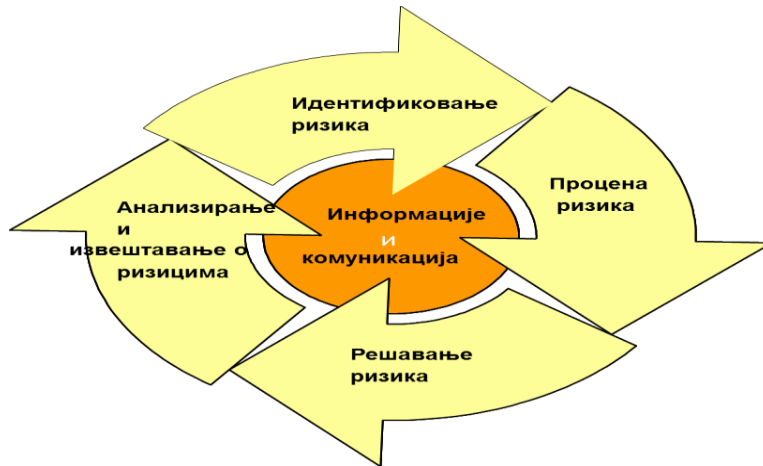 Идентификовање
ризика
Процена
ризика
Решавање
ризика
Анализирање
и
извештавање о
ризицима
Информације
и
комуникација